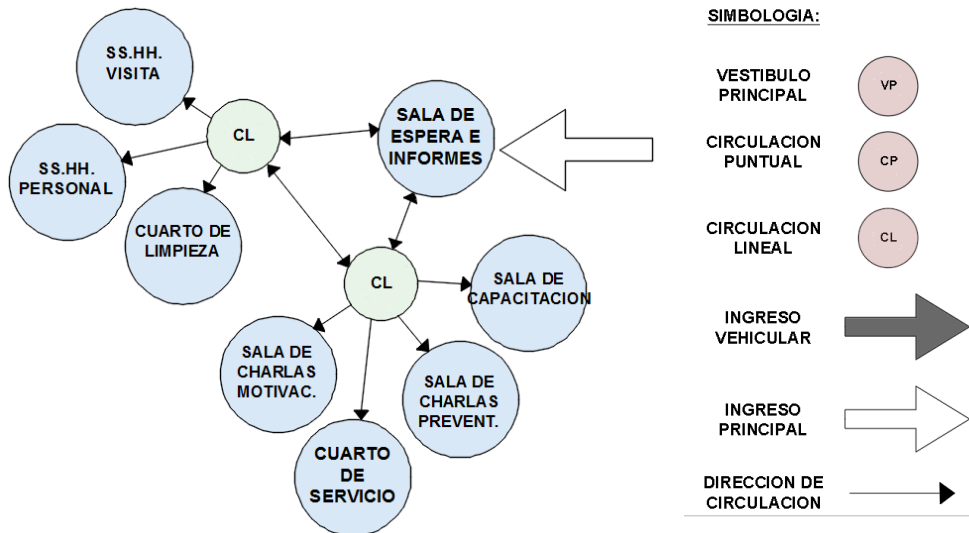 SS.HH.
VISITA
CL
SALA DE
ESPERA E
INFORMES
SS.HH.
PERSONAL
CUARTO DE
LIMPIEZA
CL
SALA DE
CAPACITACION
SALA DE
CHARLAS
MOTIVAC.
SALA DE
CHARLAS
PREVENT.
CUARTO
DE
SERVICIO
SIMBOLOGIA:
VESTIBULO
PRINCIPAL
VP
CIRCULACION
PUNTUAL
CP
CIRCULACION
LINEAL
CL
INGRESO
VEHICULAR
INGRESO
PRINCIPAL
DIRECCION DE
CIRCULACION